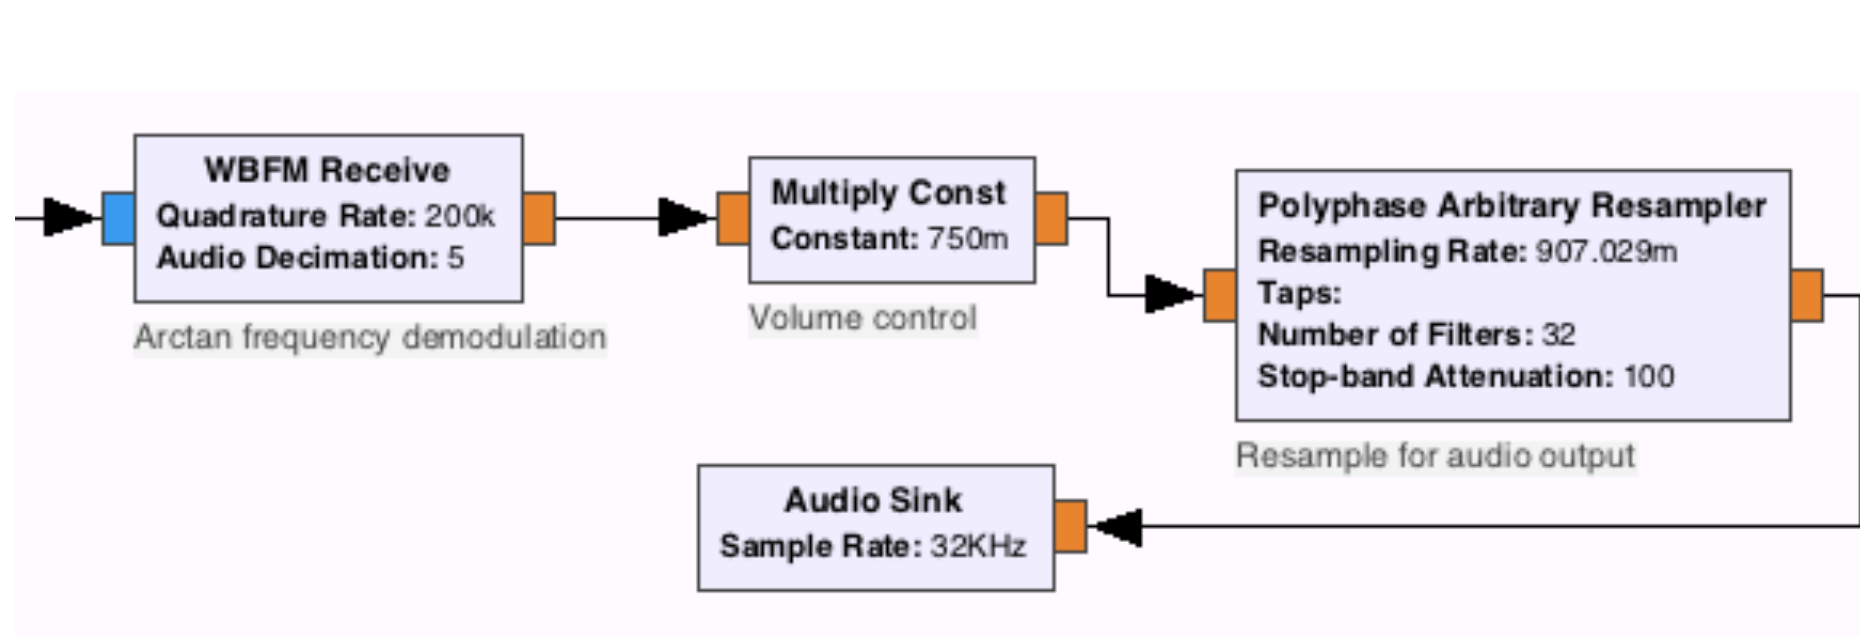 WBFM Receive
Quadrature Rate: 200k
Audio Decimation: 5
Arctan frequency demodulation
Multiply Const
Constant: 750m
Volume control
Polyphase Arbitrary Resampler
Resampling Rate: 907.029m
Taps:
Number of Filters: 32
Stop-band Attenuation: 100
Resample for audio output
Audio Sink
Sample Rate: 32KHz